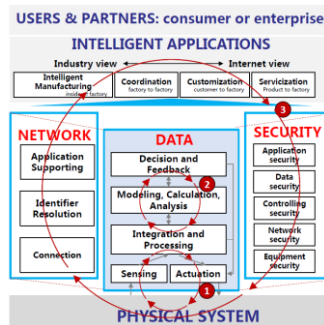 USERS & PARTNERS: consumer or enterprise
INTELLIGENT APPLICATIONS
Industry view
Internet view
Intelligent
Manufacturing
inside factory
Coordination
factory to factory
Customization
customer to factory
Servicization
Product to factory
3
NETWORK
Application
Supporting
Identifier
Resolution
Connection
DATA
Decision and
Feedback
2
Modeling, Calculation,
Analysis
Integration and
Processing
Sensing
Actuation
1
SECURITY
Application
security
Data
security
Controlling
security
Network
security
Equipment
security
PHYSICAL SYSTEM